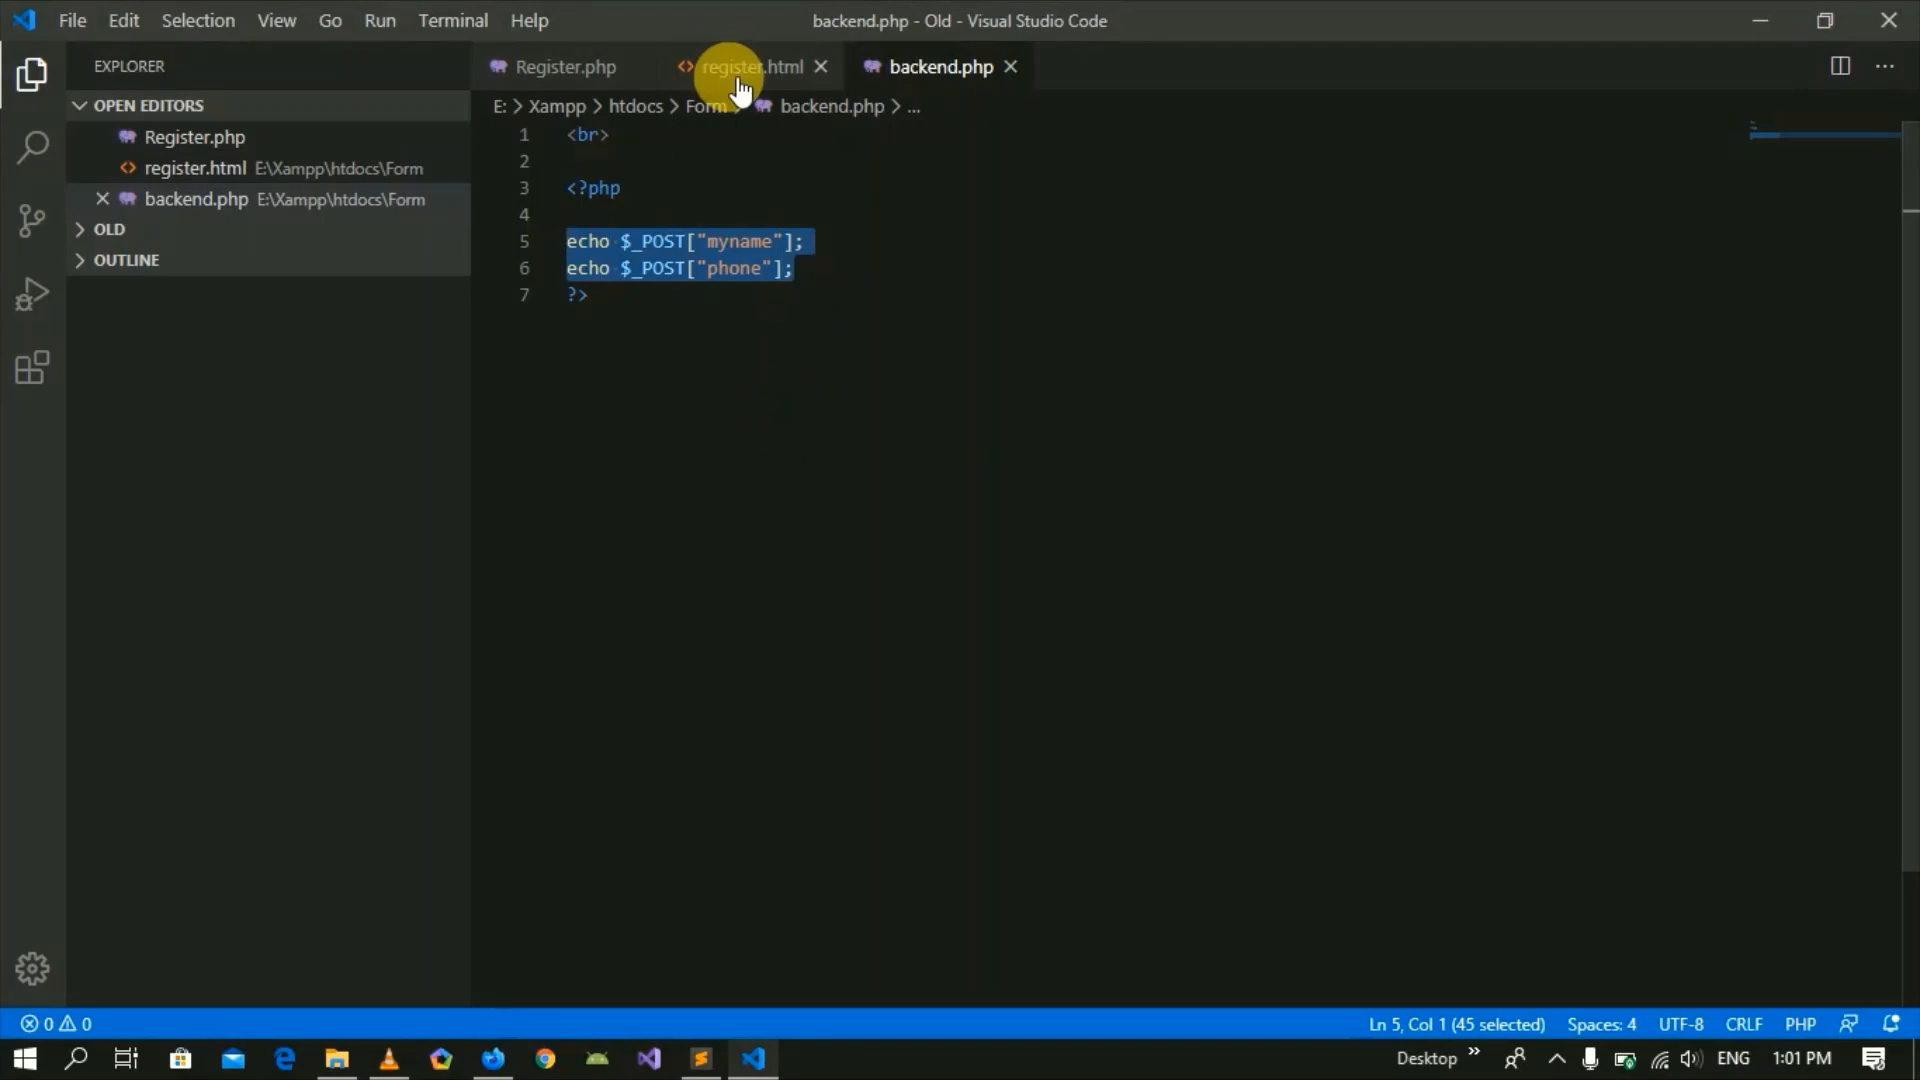 File Edit Selection View Go Run Terminal Help backend.php - Old - Visual Studio Code
EXPLORER
Register.php register.html backend.php
OPEN EDITORS
E: > Xampp > htdocs > Form > backend.php > ...
Register.php
register.html E:\Xampp\htdocs\Form
backend.php E:\Xampp\htdocs\Form
OLD
OUTLINE
1 <br>
2
3 <?php
4
5 echo $_POST["myname"];
6 echo $_POST["phone"];
7 ?>
0 0 Ln 5, Col 1 (45 selected) Spaces: 4 UTF-8 CRLF PHP
Desktop » ENG 1:01 PM